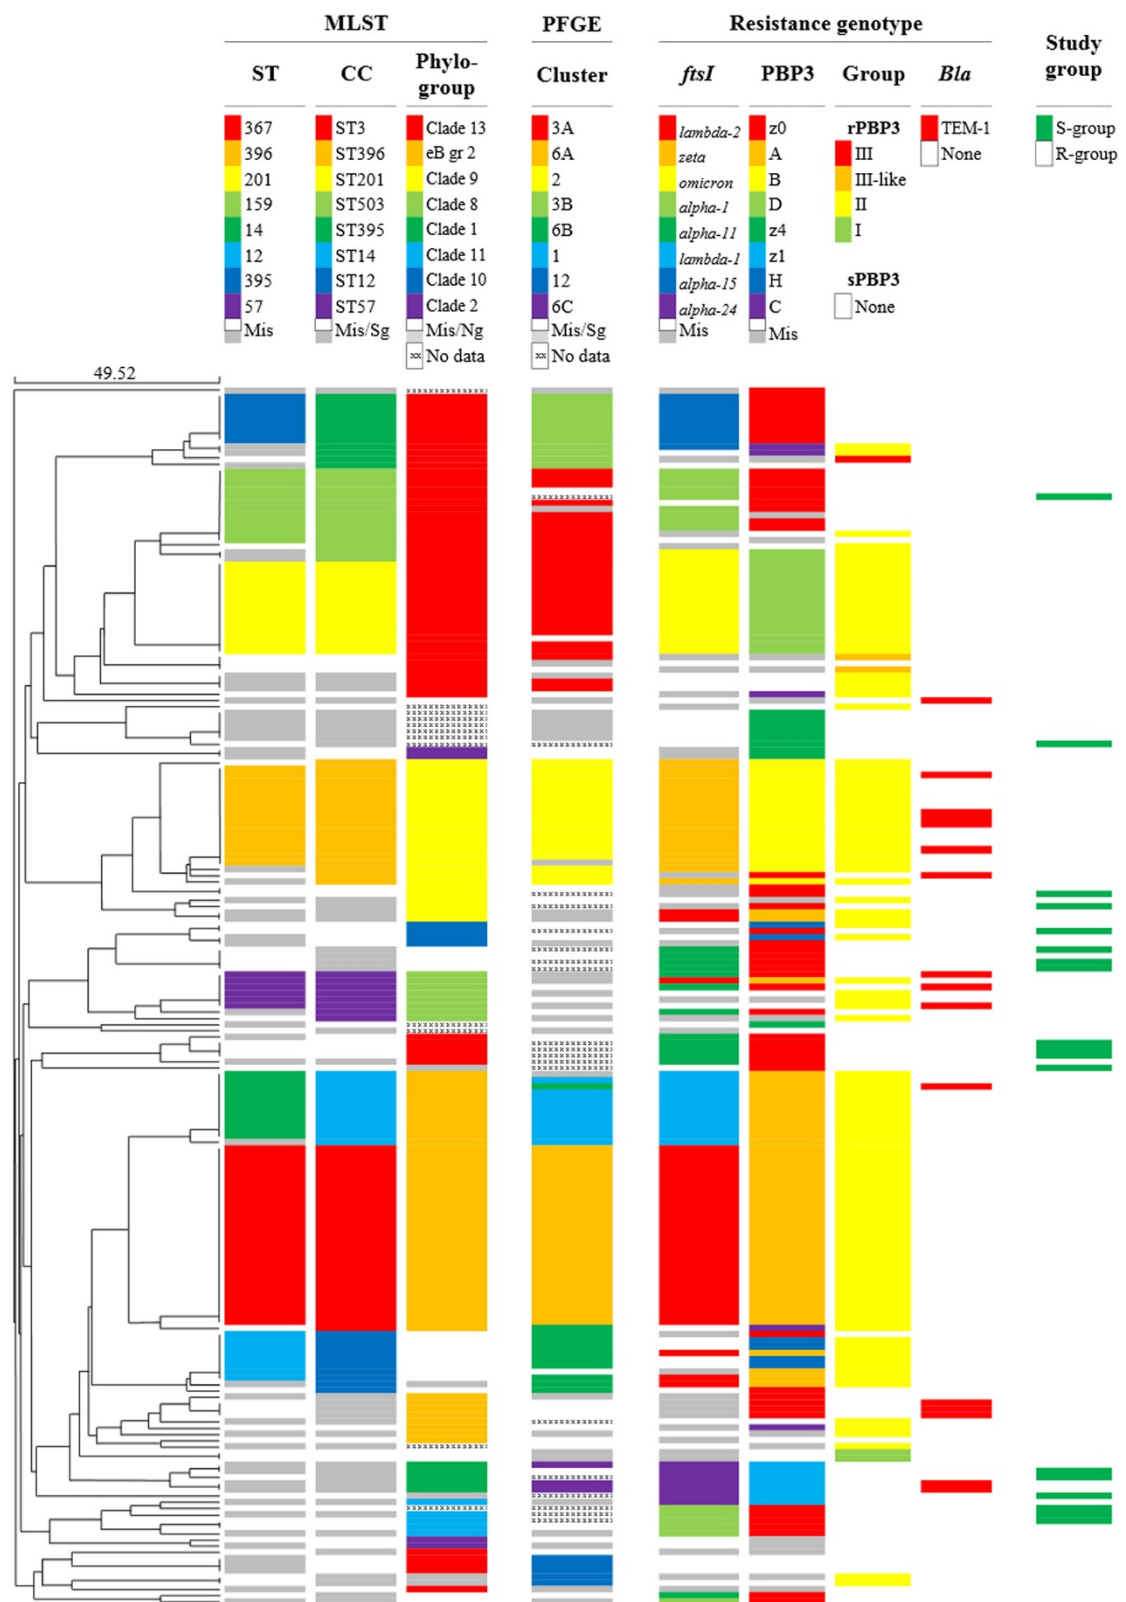 MLST PFGE Resistance genotype
ST CC Phylo-group Cluster ftsI PBP3 Group Bla Study group
367 ST3 Clade 13 3A lambda-2 z0 rPBP3 TEM-1 S-group
396 ST396 eB gr 2 6A zeta A III None R-group
201 ST201 Clade 9 2 omicron B III-like
159 ST503 Clade 8 3B alpha-1 D II
14 ST395 Clade 1 6B alpha-11 z4 I
12 ST14 Clade 11 1 lambda-1 z1
395 ST12 Clade 10 12 alpha-15 H sPBP3
57 ST57 Clade 2 6C alpha-24 C None
Mis Mis/Sg Mis/Ng Mis/Sg Mis Mis
xx No data xx No data
49.52